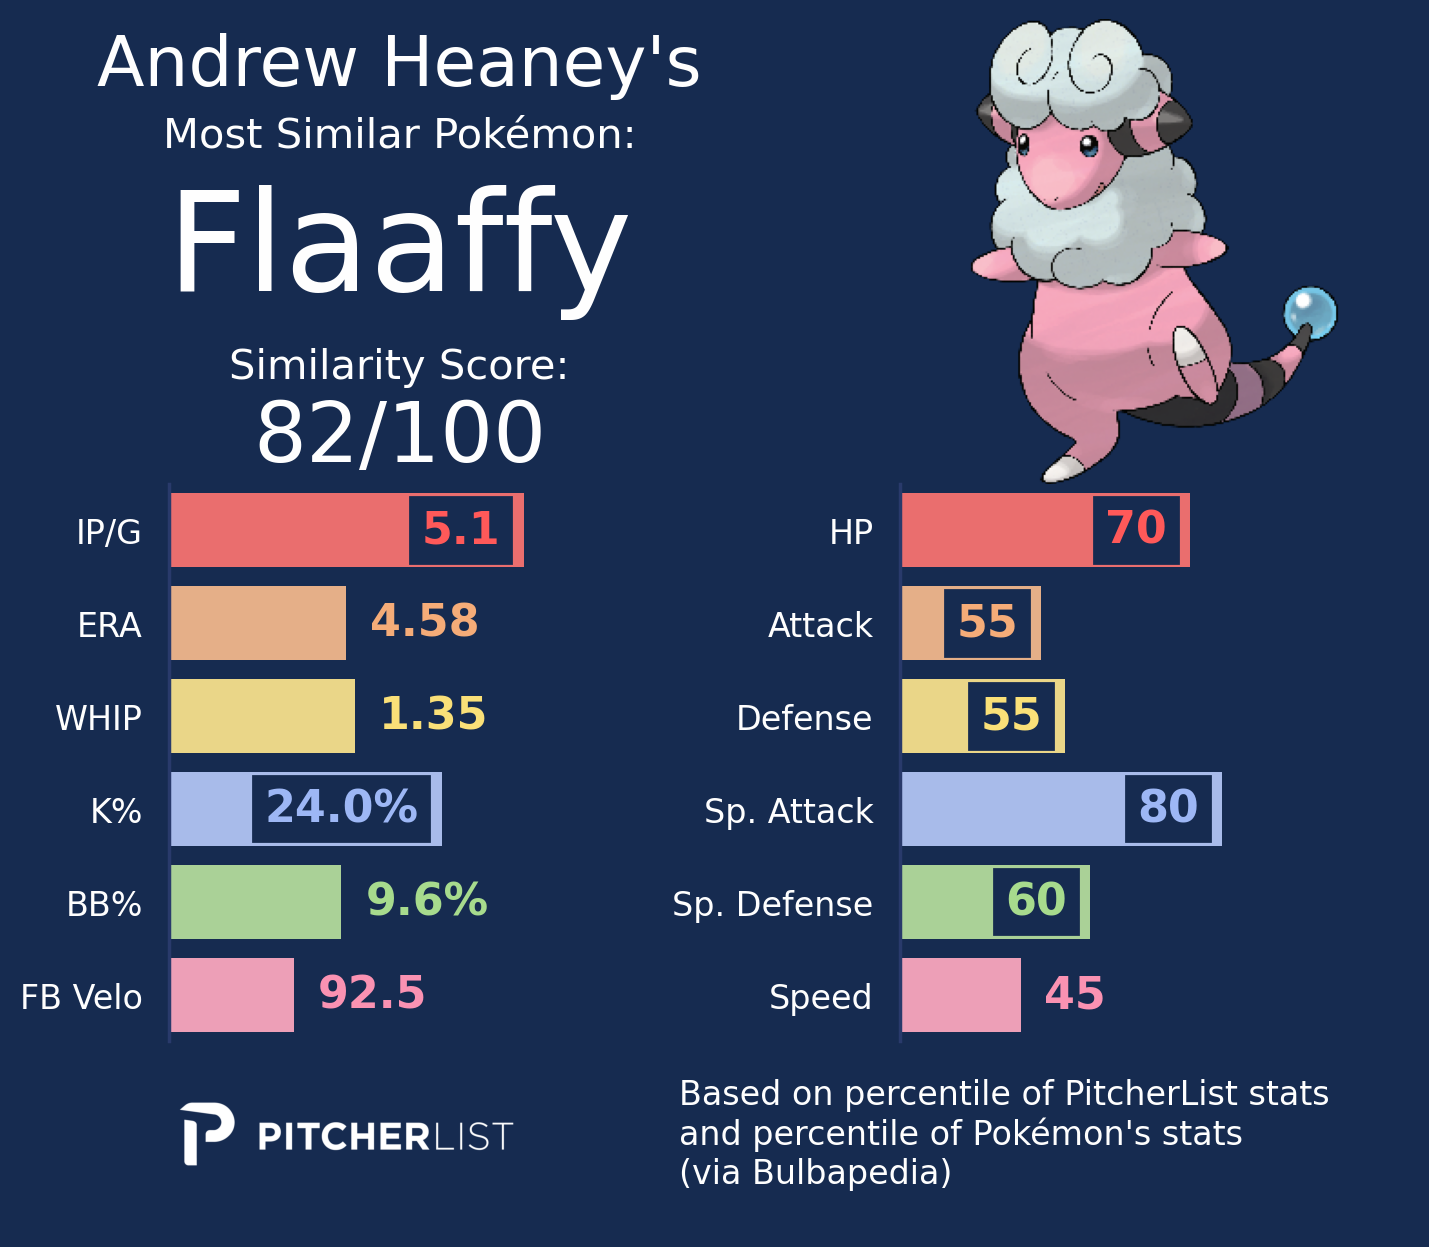 Andrew Heaney's
Most Similar Pokémon:
Flaaffy
Similarity Score:
82/100
IP/G 5.1
ERA 4.58
WHIP 1.35
K% 24.0%
BB% 9.6%
FB Velo 92.5
HP 70
Attack 55
Defense 55
Sp. Attack 80
Sp. Defense 60
Speed 45
PITCHERLIST
Based on percentile of PitcherList stats
and percentile of Pokémon's stats
(via Bulbapedia)